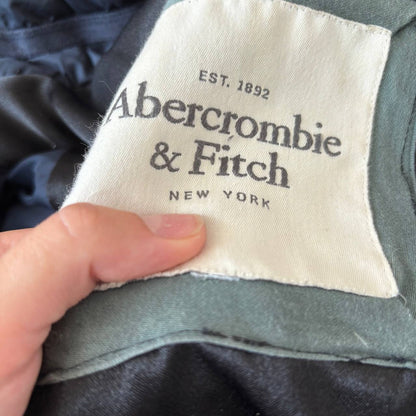 EST. 1892
Abercrombie
& Fitch
NEW YORK